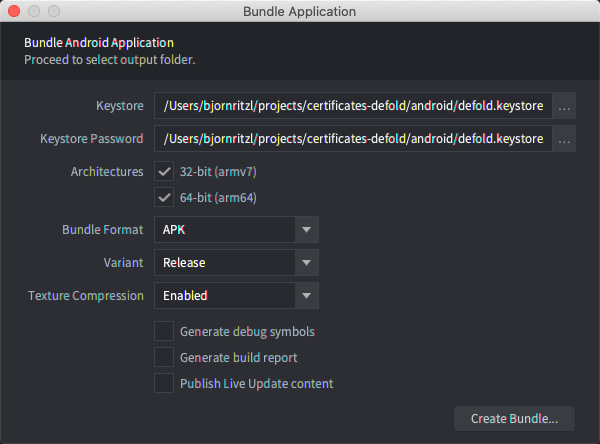 Bundle Application
Bundle Android Application
Proceed to select output folder.
Keystore /Users/bjornritzl/projects/certificates-defold/android/defold.keystore ...
Keystore Password /Users/bjornritzl/projects/certificates-defold/android/defold.keystore ...
Architectures 32-bit (armv7)
64-bit (arm64)
Bundle Format APK
Variant Release
Texture Compression Enabled
Generate debug symbols
Generate build report
Publish Live Update content
Create Bundle...